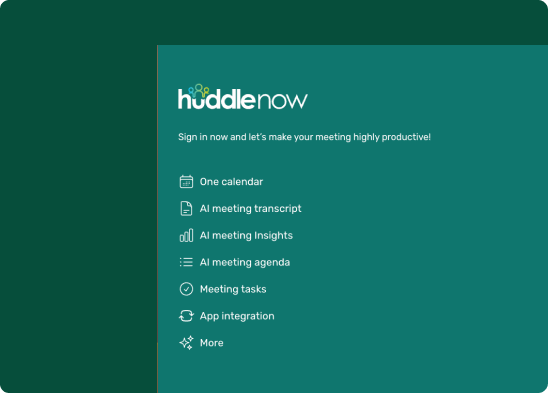 huddlenow
Sign in now and let's make your meeting highly productive!
One calendar
AI meeting transcript
AI meeting Insights
AI meeting agenda
Meeting tasks
App integration
More